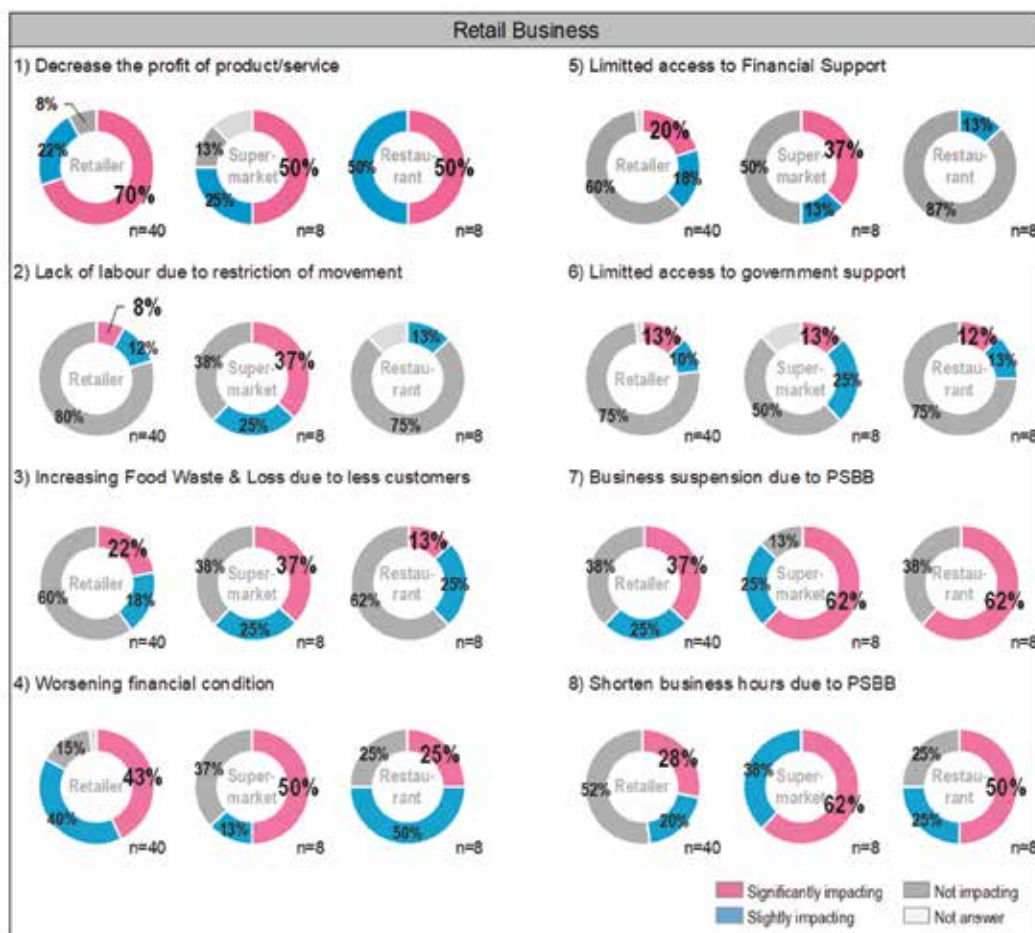 Retail Business
1) Decrease the profit of product/service
8%
22%
Retailer
70%
n=40
13%
Super-
market
50%
25%
n=8
50%
Restau-
rant
50%
n=8
2) Lack of labour due to restriction of movement
8%
12%
Retailer
80%
n=40
38%
Super-
market
37%
25%
n=8
13%
Restau-
rant
75%
n=8
3) Increasing Food Waste & Loss due to less customers
22%
Retailer
60%
18%
n=40
38%
Super-
market
37%
25%
n=8
13%
Restau-
rant
25%
62%
n=8
4) Worsening financial condition
15%
Retailer
43%
40%
n=40
37%
Super-
market
50%
13%
n=8
25%
25%
Restau-
rant
50%
n=8
5) Limitted access to Financial Support
20%
Retailer
18%
60%
n=40
50%
Super-
market
37%
13%
n=8
13%
Restau-
rant
87%
n=8
6) Limitted access to government support
13%
Retailer
10%
75%
n=40
13%
Super-
market
25%
50%
n=8
12%
Restau-
rant
13%
75%
n=8
7) Business suspension due to PSBB
38%
Retailer
37%
25%
n=40
13%
25%
Super-
market
62%
n=8
38%
Restau-
rant
62%
n=8
8) Shorten business hours due to PSBB
28%
52%
Retailer
20%
n=40
38%
Super-
market
62%
n=8
25%
Restau-
rant
50%
25%
n=8
Significantly impacting
Not impacting
Slightly impacting
Not answer